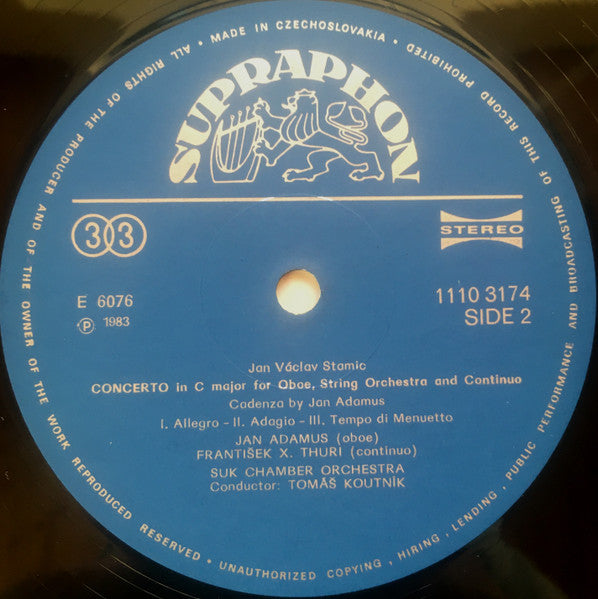 ALL RIGHTS OF THE PRODUCER AND OF THE OWNER OF THE WORK REPRODUCED RESERVED • UNAUTHORIZED COPYING, HIRING, LENDING, PUBLIC PERFORMANCE AND BROADCASTING OF THIS RECORD PROHIBITED • MADE IN CZECHOSLOVAKIA •
SUPRAPHON
33
STEREO
E 6076
1110 3174
Ⓟ 1983
SIDE 2
Jan Václav Stamic
CONCERTO in C major for Oboe, String Orchestra and Continuo
Cadenza by Jan Adamus
I. Allegro - II. Adagio - III. Tempo di Menuetto
JAN ADAMUS (oboe)
FRANTIŠEK X. THURI (continuo)
SUK CHAMBER ORCHESTRA
Conductor: TOMÁŠ KOUTNÍK